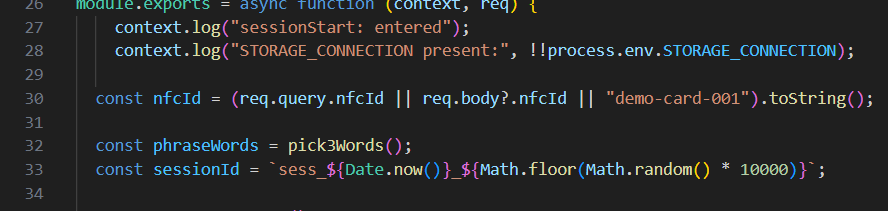 26 module.exports = async function (context, req) {
27 context.log("sessionStart: entered");
28 context.log("STORAGE_CONNECTION present:", !!process.env.STORAGE_CONNECTION);
29
30 const nfcId = (req.query.nfcId || req.body?.nfcId || "demo-card-001").toString();
31
32 const phraseWords = pick3Words();
33 const sessionId = `sess_${Date.now()}_${Math.floor(Math.random() * 10000)}`;
34